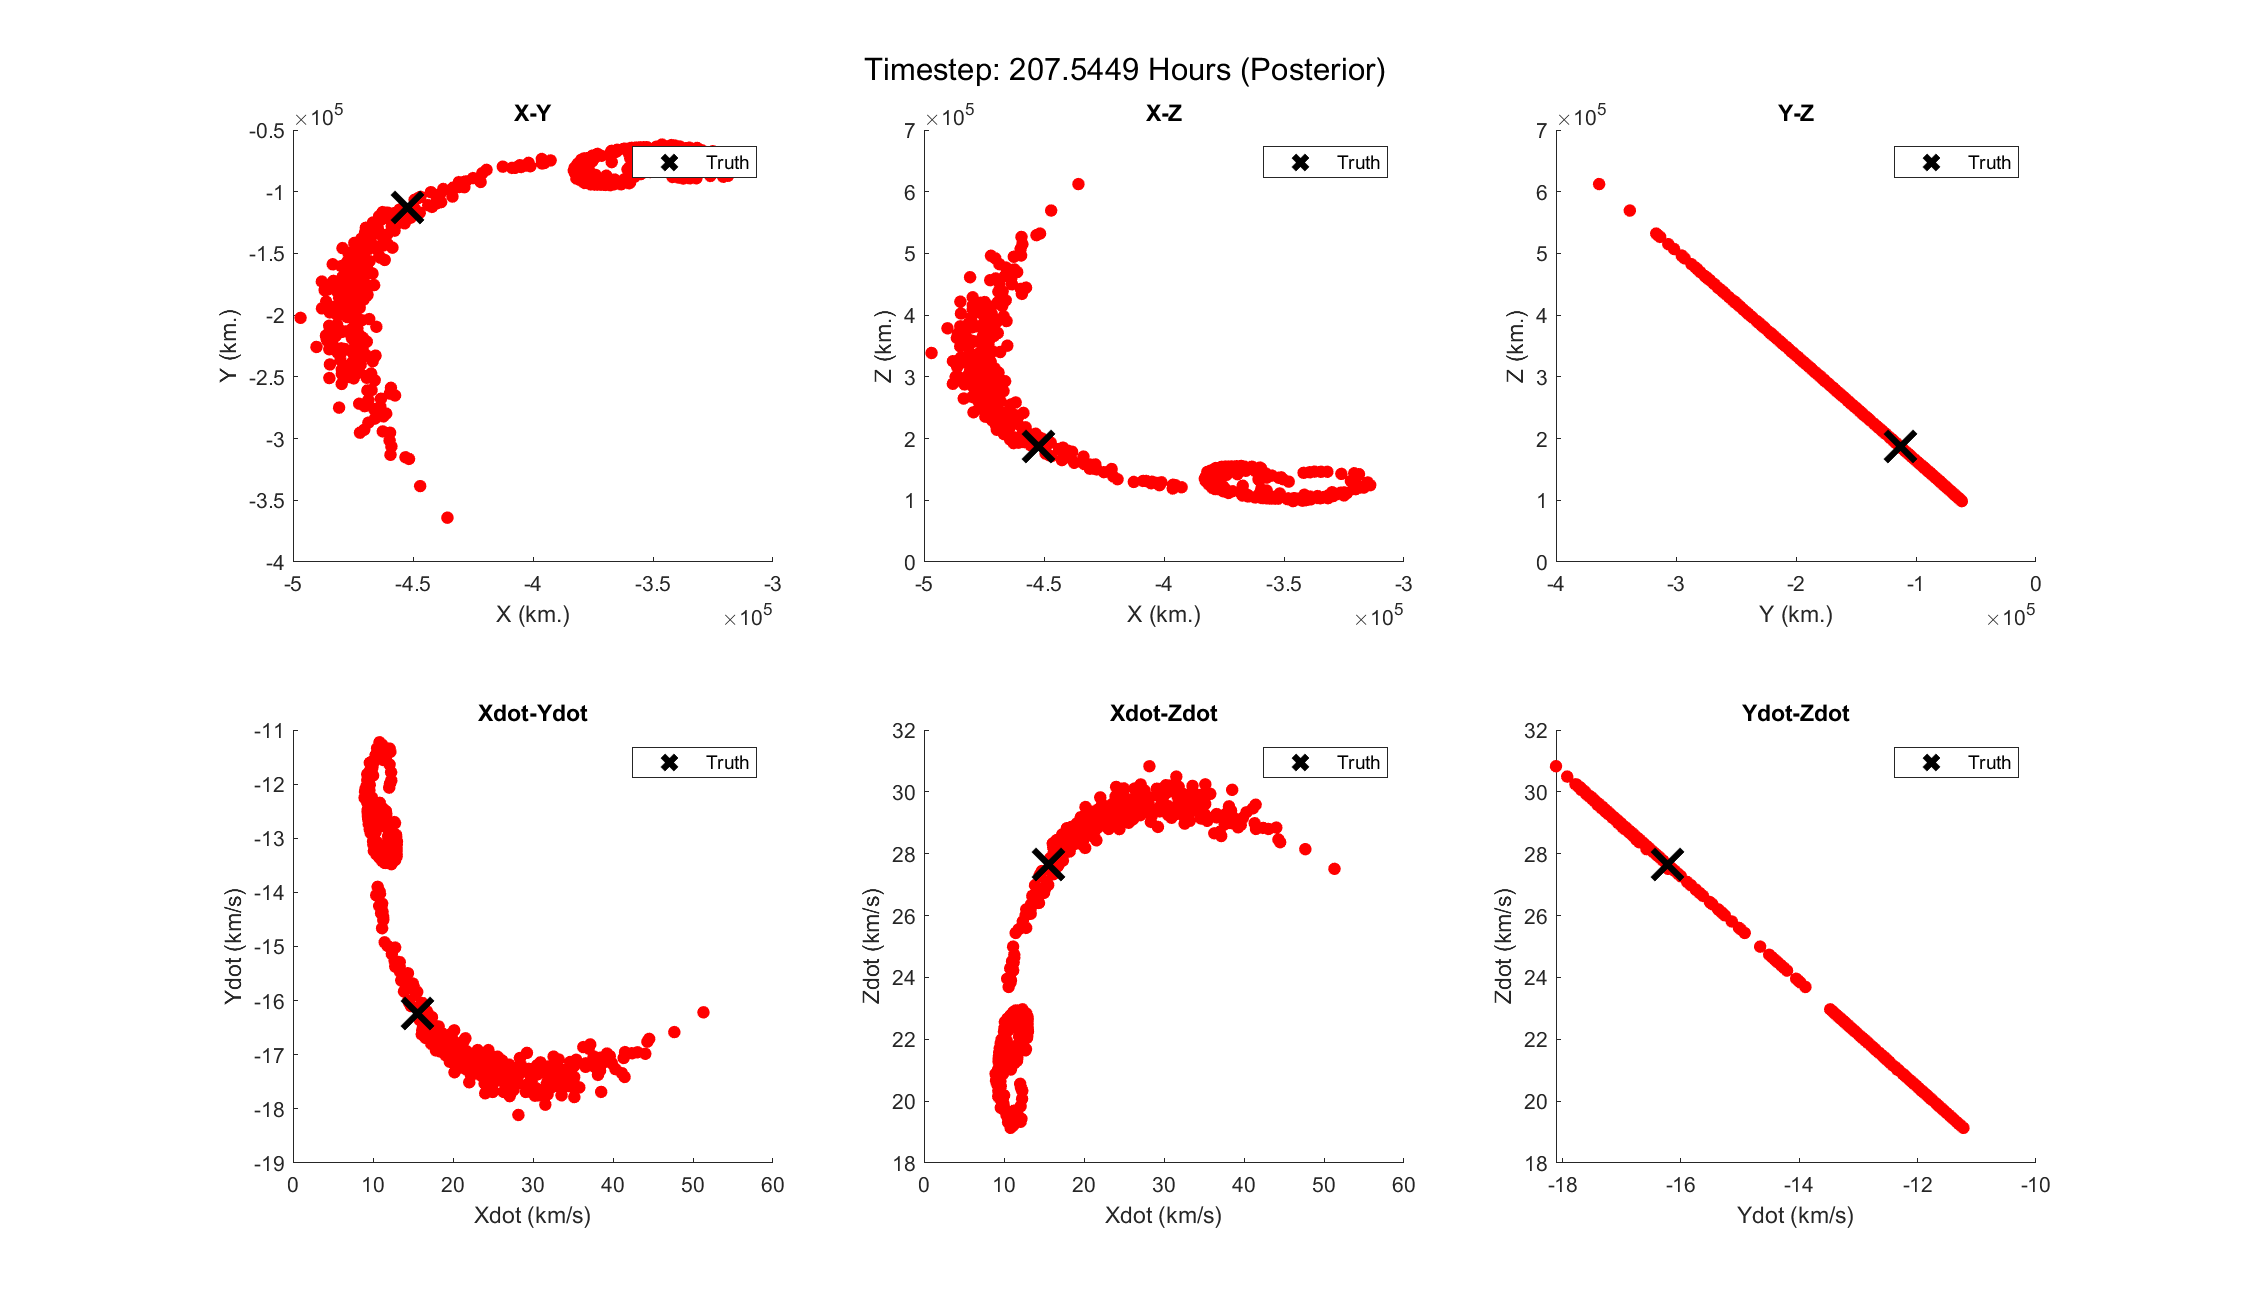 Timestep: 207.5449 Hours (Posterior)
X-Y
×10^5
-0.5
-1
-1.5
-2
-2.5
-3
-3.5
-4
Y (km.)
Truth
-5 -4.5 -4 -3.5 -3
X (km.)
×10^5
X-Z
×10^5
7
6
5
4
3
2
1
0
Z (km.)
Truth
-5 -4.5 -4 -3.5 -3
X (km.)
×10^5
Y-Z
×10^5
7
6
5
4
3
2
1
0
Z (km.)
Truth
-4 -3 -2 -1 0
Y (km.)
×10^5
Xdot-Ydot
-11
-12
-13
-14
-15
-16
-17
-18
-19
Ydot (km/s)
Truth
0 10 20 30 40 50 60
Xdot (km/s)
Xdot-Zdot
32
30
28
26
24
22
20
18
Zdot (km/s)
Truth
0 10 20 30 40 50 60
Xdot (km/s)
Ydot-Zdot
32
30
28
26
24
22
20
18
Zdot (km/s)
Truth
-18 -16 -14 -12 -10
Ydot (km/s)